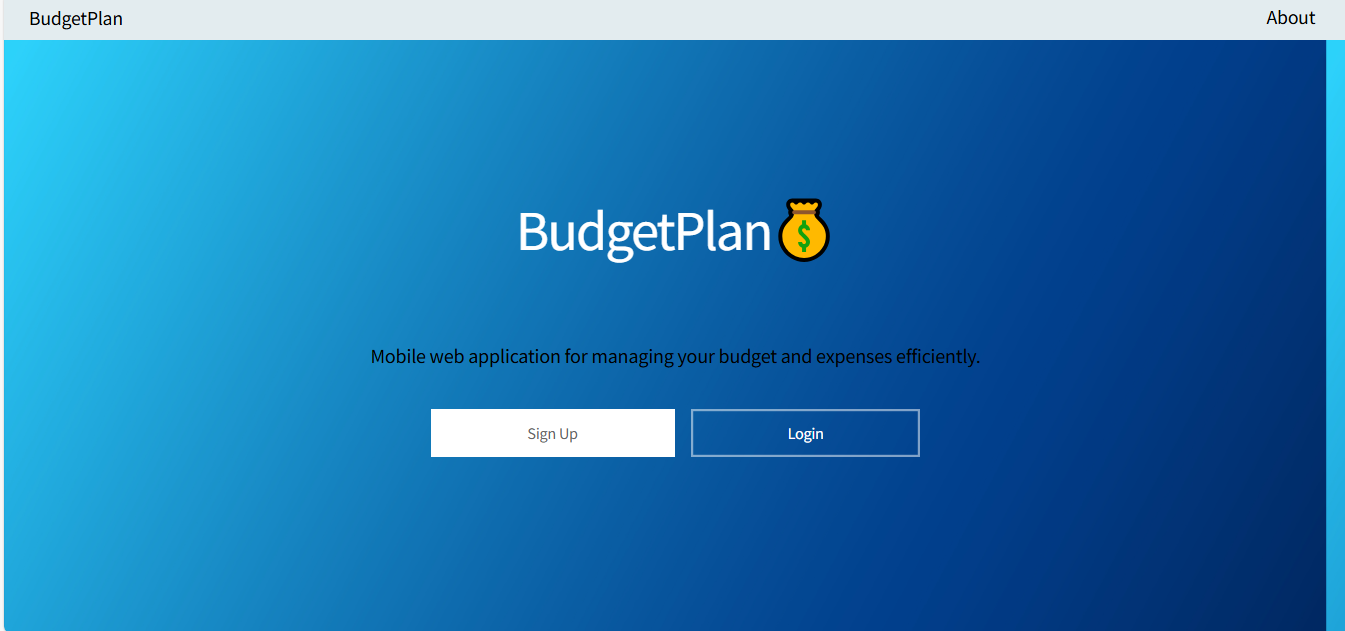 BudgetPlan
About
BudgetPlan
$
Mobile web application for managing your budget and expenses efficiently.
Sign Up
Login